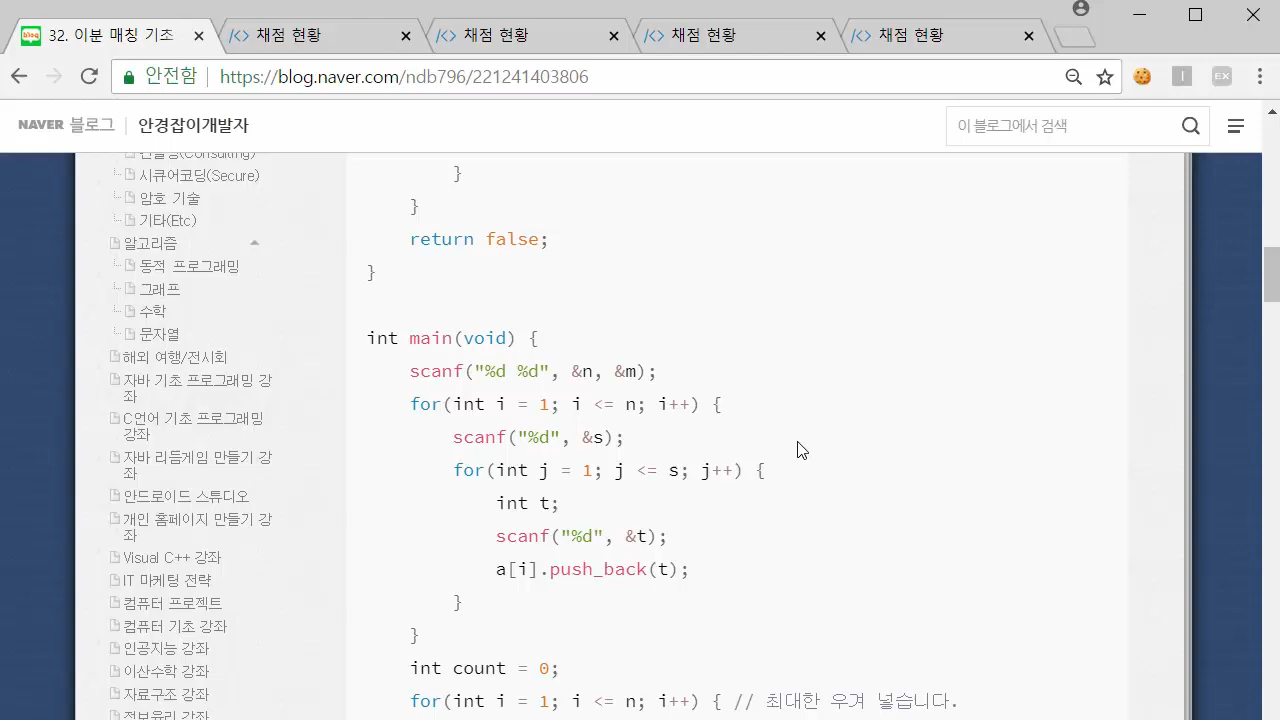 32. 이분 매칭 기초
채점 현황
채점 현황
채점 현황
채점 현황
안전함
https://blog.naver.com/ndb796/221241403806
EX
NAVER 블로그
안경잡이개발자
이 블로그에서 검색
컨설팅(Consulting)
시큐어코딩(Secure)
암호 기술
기타(Etc)
알고리즘
동적 프로그래밍
그래프
수학
문자열
해외 여행/전시회
자바 기초 프로그래밍 강
좌
C언어 기초 프로그래밍
강좌
자바 리듬게임 만들기 강
좌
안드로이드 스튜디오
개인 홈페이지 만들기 강
좌
Visual C++ 강좌
IT 마케팅 전략
컴퓨터 프로젝트
컴퓨터 기초 강좌
인공지능 강좌
이산수학 강좌
자료구조 강좌
정보윤리 강좌
}
}
return false;
}
int main(void) {
scanf("%d %d", &n, &m);
for(int i = 1; i <= n; i++) {
scanf("%d", &s);
for(int j = 1; j <= s; j++) {
int t;
scanf("%d", &t);
a[i].push_back(t);
}
}
int count = 0;
for(int i = 1; i <= n; i++) { // 최대한 우겨 넣습니다.